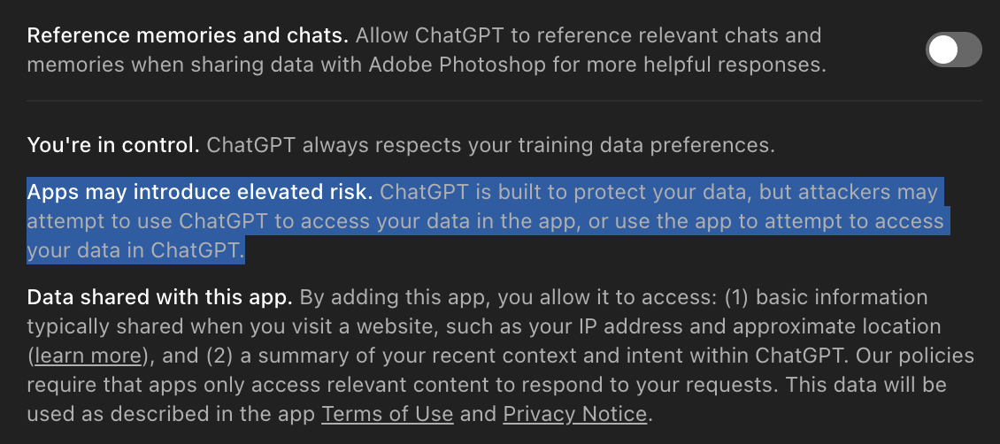 Reference memories and chats. Allow ChatGPT to reference relevant chats and
memories when sharing data with Adobe Photoshop for more helpful responses.
You're in control. ChatGPT always respects your training data preferences.
Apps may introduce elevated risk. ChatGPT is built to protect your data, but attackers may
attempt to use ChatGPT to access your data in the app, or use the app to attempt to access
your data in ChatGPT.
Data shared with this app. By adding this app, you allow it to access: (1) basic information
typically shared when you visit a website, such as your IP address and approximate location
(learn more), and (2) a summary of your recent context and intent within ChatGPT. Our policies
require that apps only access relevant content to respond to your requests. This data will be
used as described in the app Terms of Use and Privacy Notice.